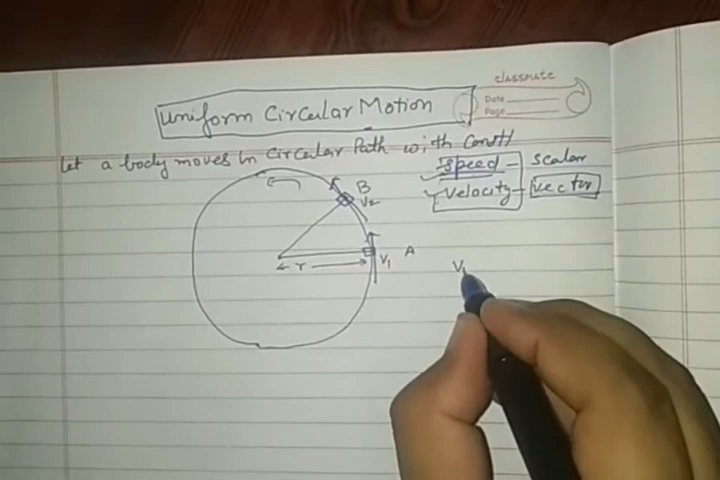 classmate
Date
Page
Uniform Circular Motion
Let a body moves in Circular Path with Constt
speed - scalar
velocity - vector
B
V2
A
r
V1
V